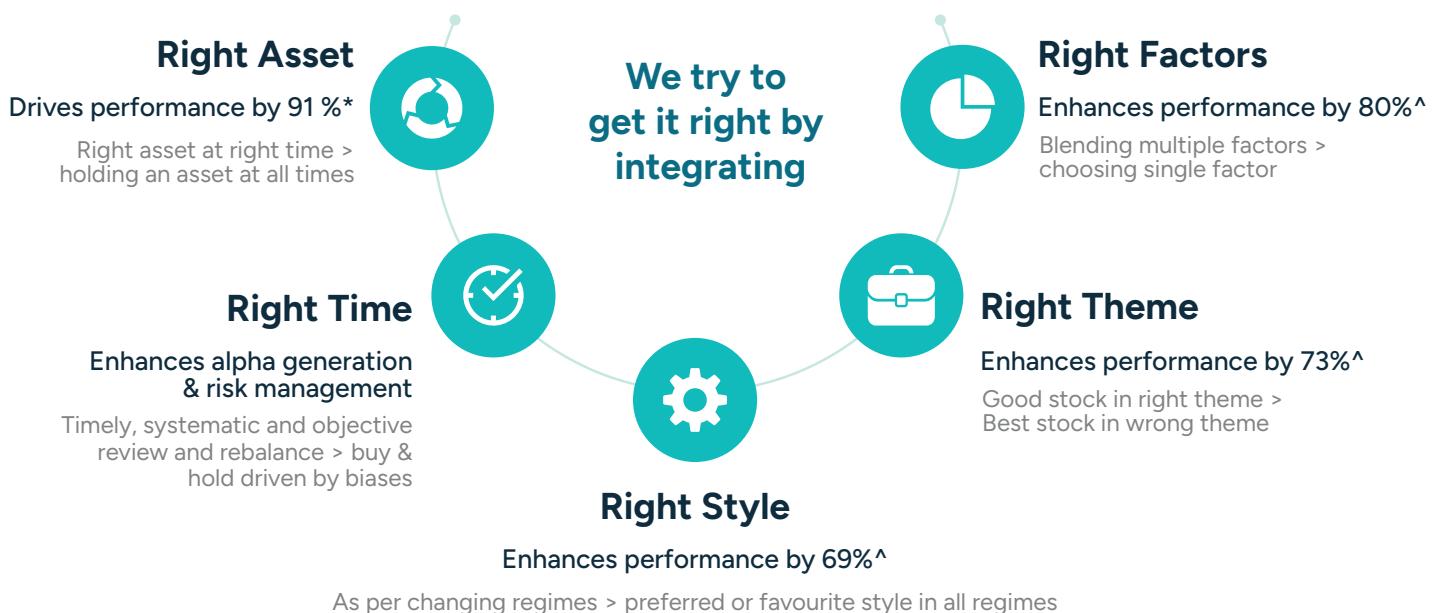 We try to
get it right by
integrating
Right Asset
Drives performance by 91 %*
Right asset at right time >
holding an asset at all times
Right Time
Enhances alpha generation
& risk management
Timely, systematic and objective
review and rebalance > buy &
hold driven by biases
Right Style
Enhances performance by 69%^
As per changing regimes > preferred or favourite style in all regimes
Right Theme
Enhances performance by 73%^
Good stock in right theme >
Best stock in wrong theme
Right Factors
Enhances performance by 80%^
Blending multiple factors >
choosing single factor